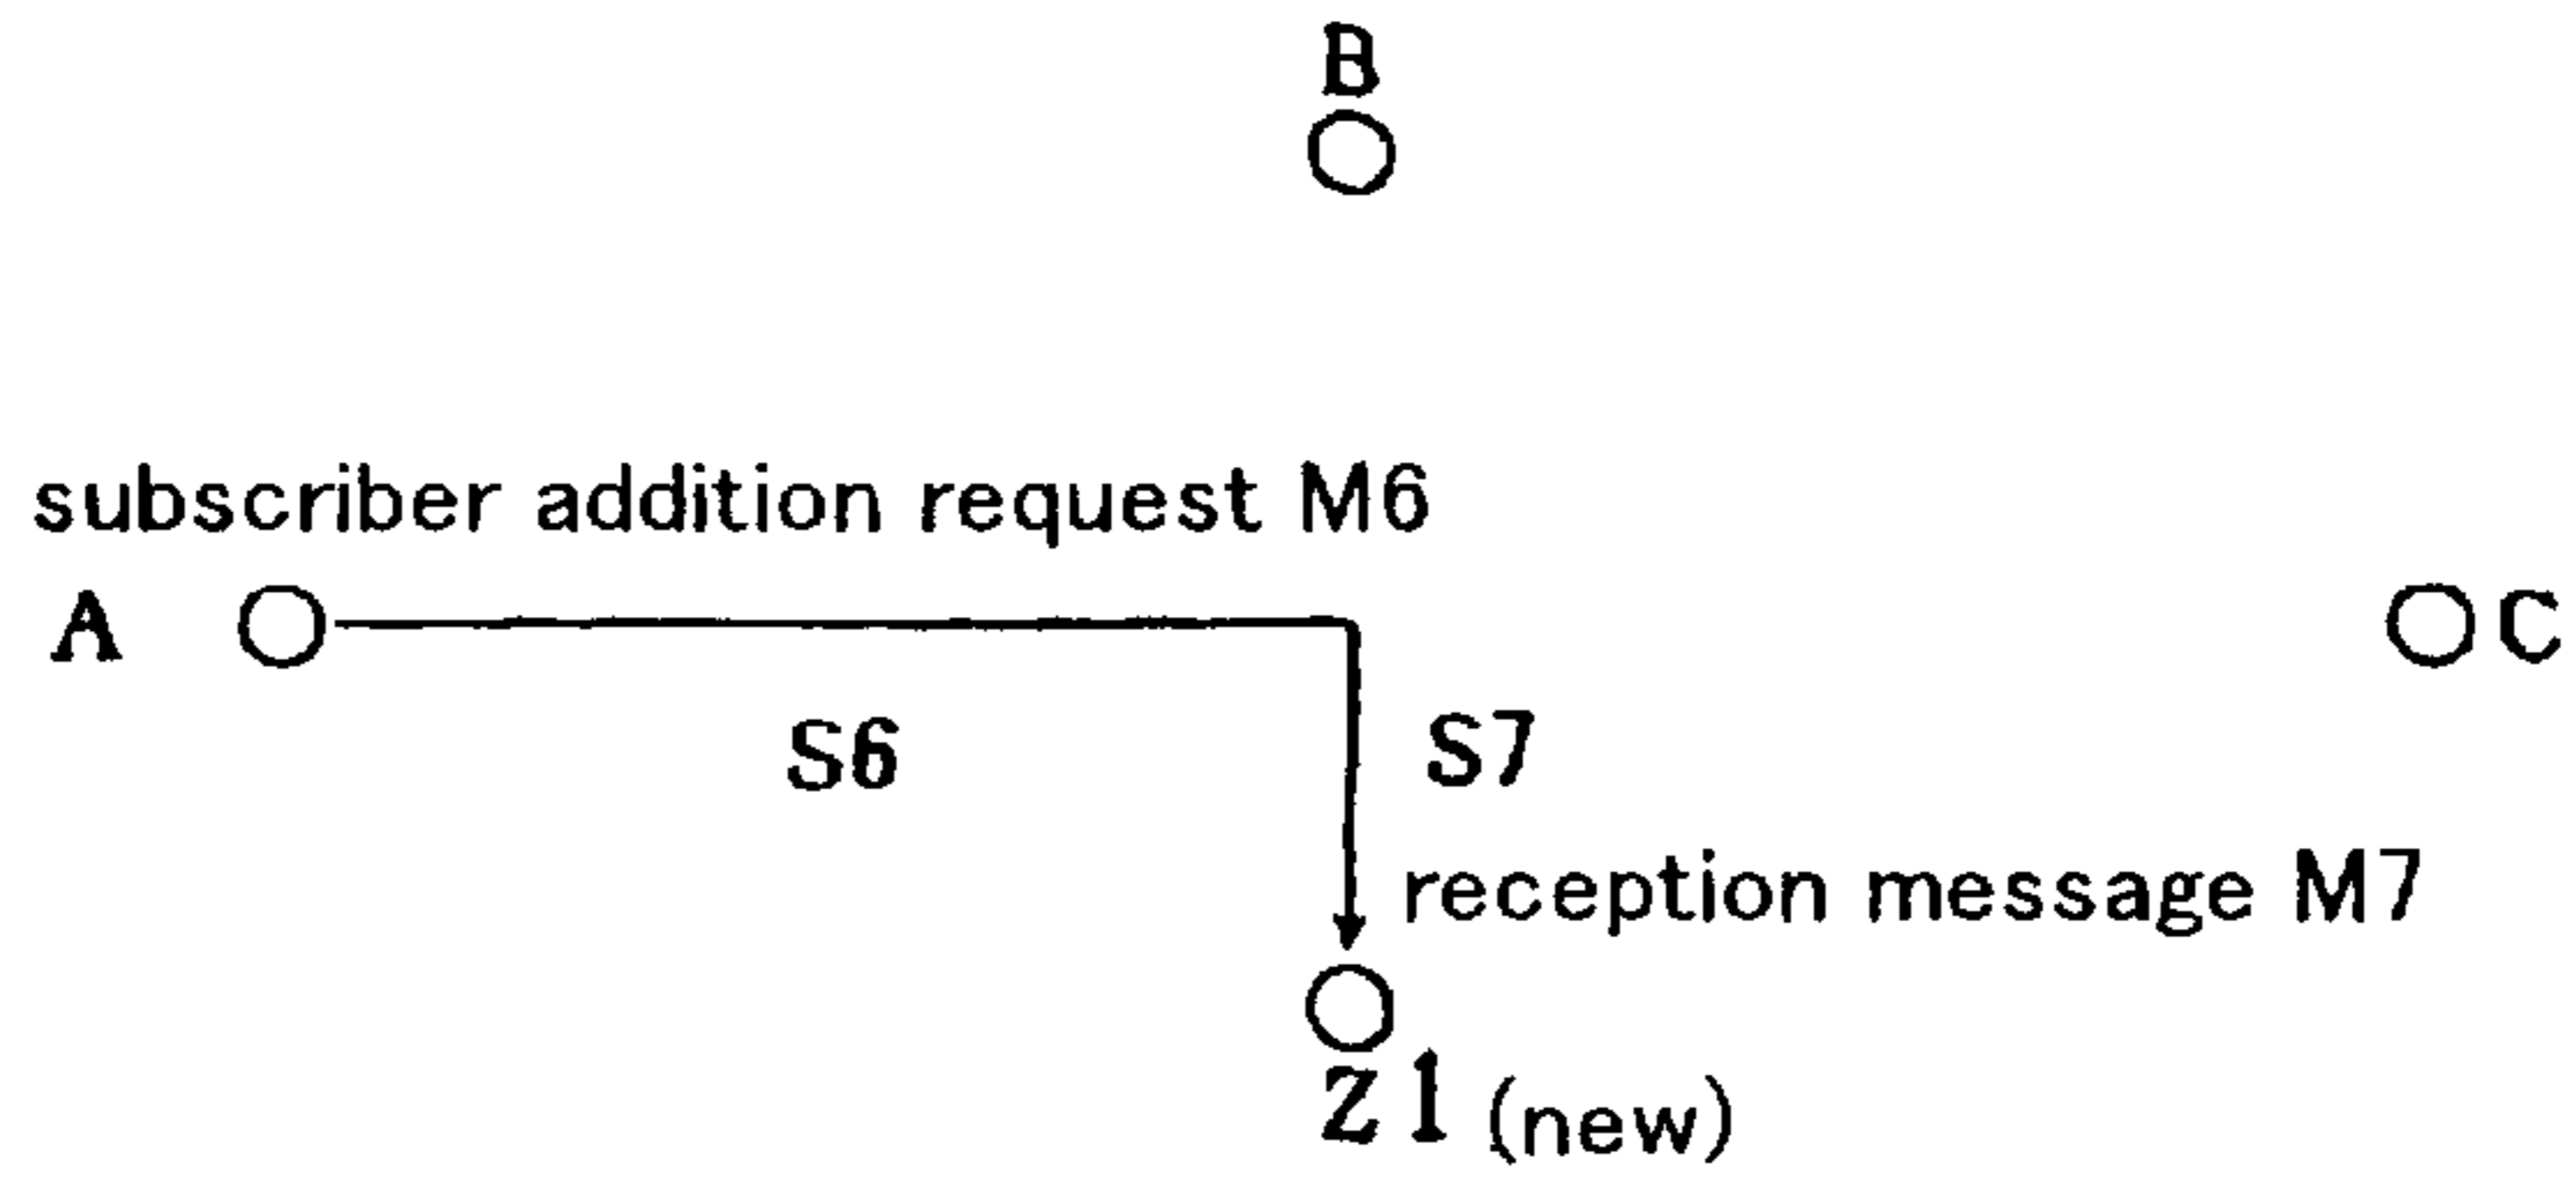 B
subscriber addition request M6
A
C
S6
S7
reception message M7
Z1 (new)